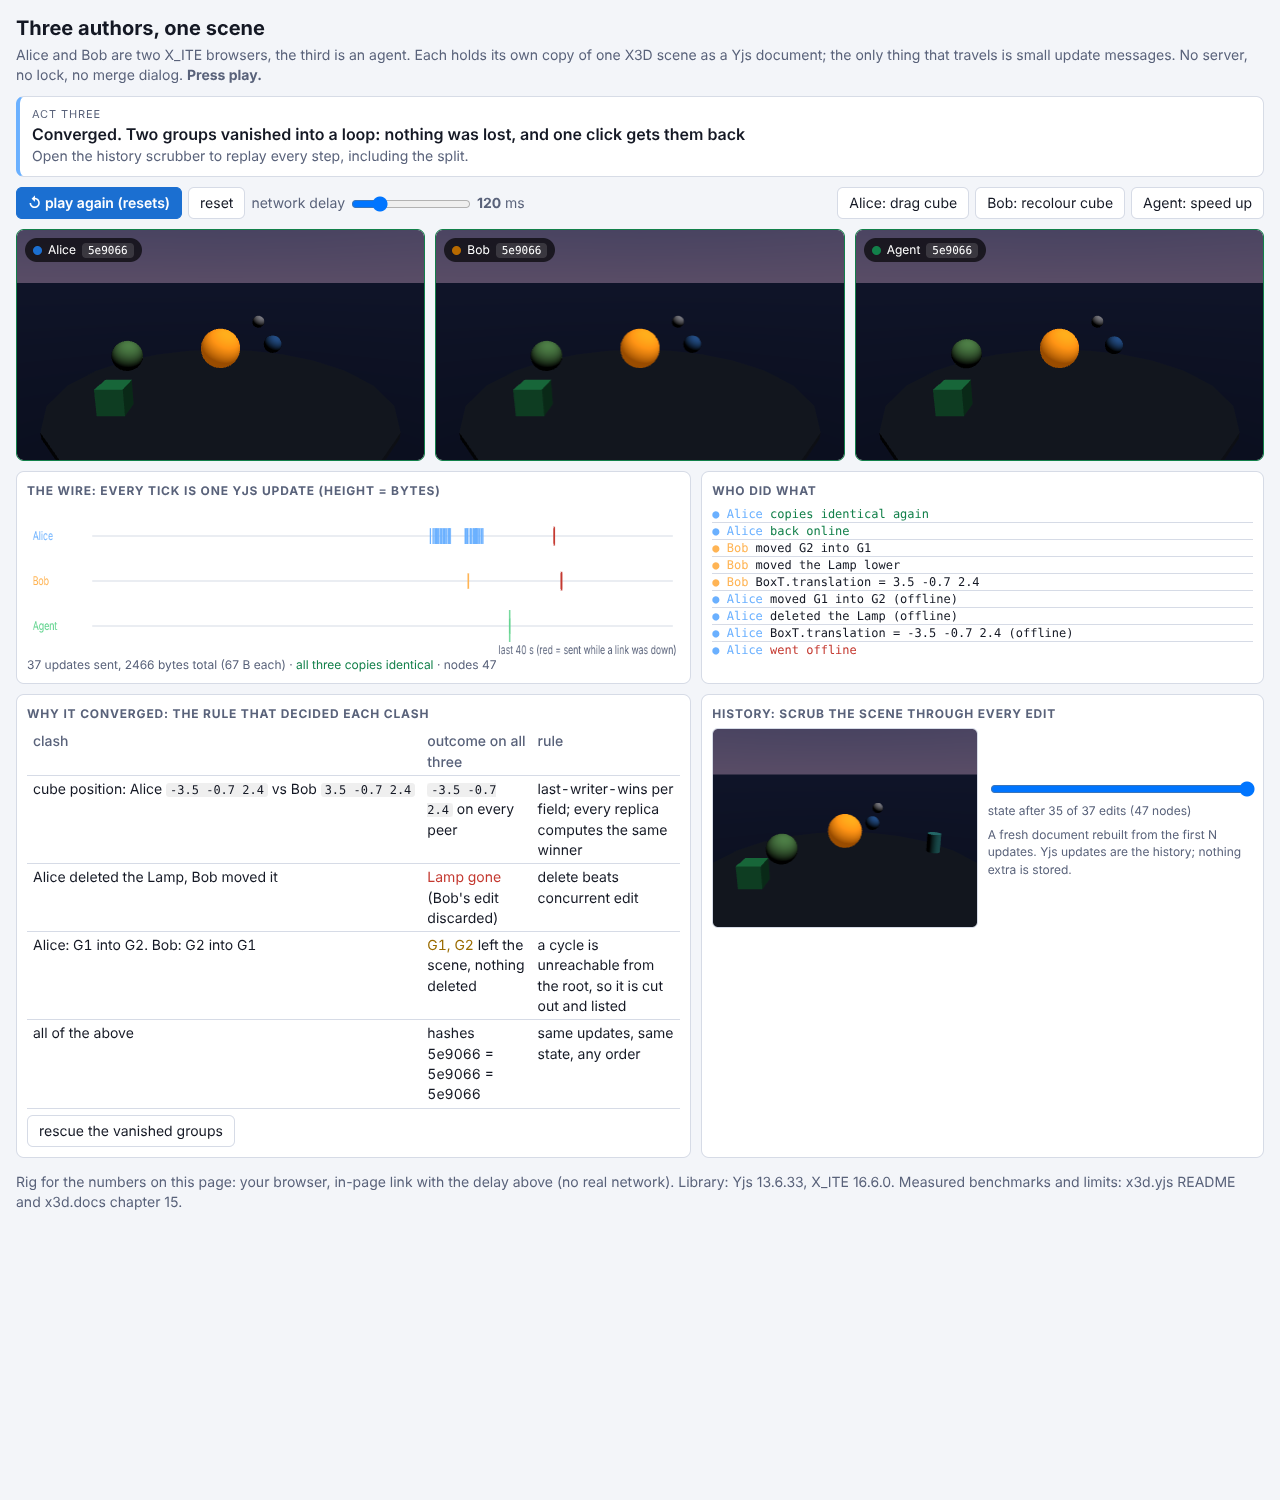 Three authors, one scene
Alice and Bob are two X_ITE browsers, the third is an agent. Each holds its own copy of one X3D scene as a Yjs document; the only thing that travels is small update messages. No server,
no lock, no merge dialog. Press play.
ACT THREE
Converged. Two groups vanished into a loop: nothing was lost, and one click gets them back
Open the history scrubber to replay every step, including the split.
↺ play again (resets)
reset
network delay
120 ms
Alice: drag cube
Bob: recolour cube
Agent: speed up
Alice 5e9066
Bob 5e9066
Agent 5e9066
THE WIRE: EVERY TICK IS ONE YJS UPDATE (HEIGHT = BYTES)
Alice
Bob
Agent
last 40 s (red = sent while a link was down)
37 updates sent, 2466 bytes total (67 B each) · all three copies identical · nodes 47
WHO DID WHAT
● Alice copies identical again
● Alice back online
● Bob moved G2 into G1
● Bob moved the Lamp lower
● Bob BoxT.translation = 3.5 -0.7 2.4
● Alice moved G1 into G2 (offline)
● Alice deleted the Lamp (offline)
● Alice BoxT.translation = -3.5 -0.7 2.4 (offline)
● Alice went offline
WHY IT CONVERGED: THE RULE THAT DECIDED EACH CLASH
clash
outcome on all
three
rule
cube position: Alice -3.5 -0.7 2.4 vs Bob 3.5 -0.7 2.4
-3.5 -0.7
2.4 on every
peer
last-writer-wins per
field; every replica
computes the same
winner
Alice deleted the Lamp, Bob moved it
Lamp gone
(Bob's edit
discarded)
delete beats
concurrent edit
Alice: G1 into G2. Bob: G2 into G1
G1, G2 left the
scene, nothing
deleted
a cycle is
unreachable from
the root, so it is cut
out and listed
all of the above
hashes
5e9066 =
5e9066 =
5e9066
same updates, same
state, any order
rescue the vanished groups
HISTORY: SCRUB THE SCENE THROUGH EVERY EDIT
state after 35 of 37 edits (47 nodes)
A fresh document rebuilt from the first N
updates. Yjs updates are the history; nothing
extra is stored.
Rig for the numbers on this page: your browser, in-page link with the delay above (no real network). Library: Yjs 13.6.33, X_ITE 16.6.0. Measured benchmarks and limits: x3d.yjs README
and x3d.docs chapter 15.